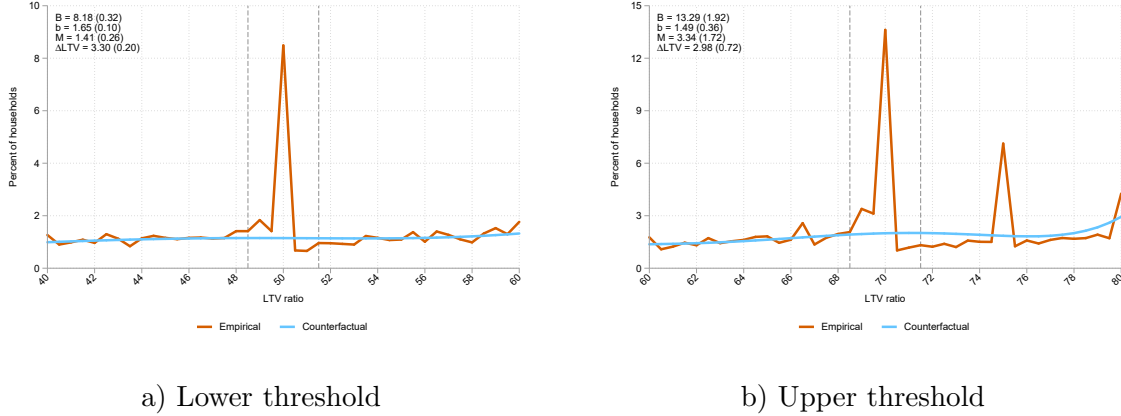 B = 8.18 (0.32)
b = 1.65 (0.10)
M = 1.41 (0.26)
ΔLTV = 3.30 (0.20)
Percent of households
10
8
6
4
2
0
40
42
44
46
48
50
52
54
56
58
60
LTV ratio
Empirical
Counterfactual
a) Lower threshold
B = 13.29 (1.92)
b = 1.49 (0.36)
M = 3.34 (1.72)
ΔLTV = 2.98 (0.72)
Percent of households
15
12
9
6
3
0
60
62
64
66
68
70
72
74
76
78
80
LTV ratio
Empirical
Counterfactual
b) Upper threshold